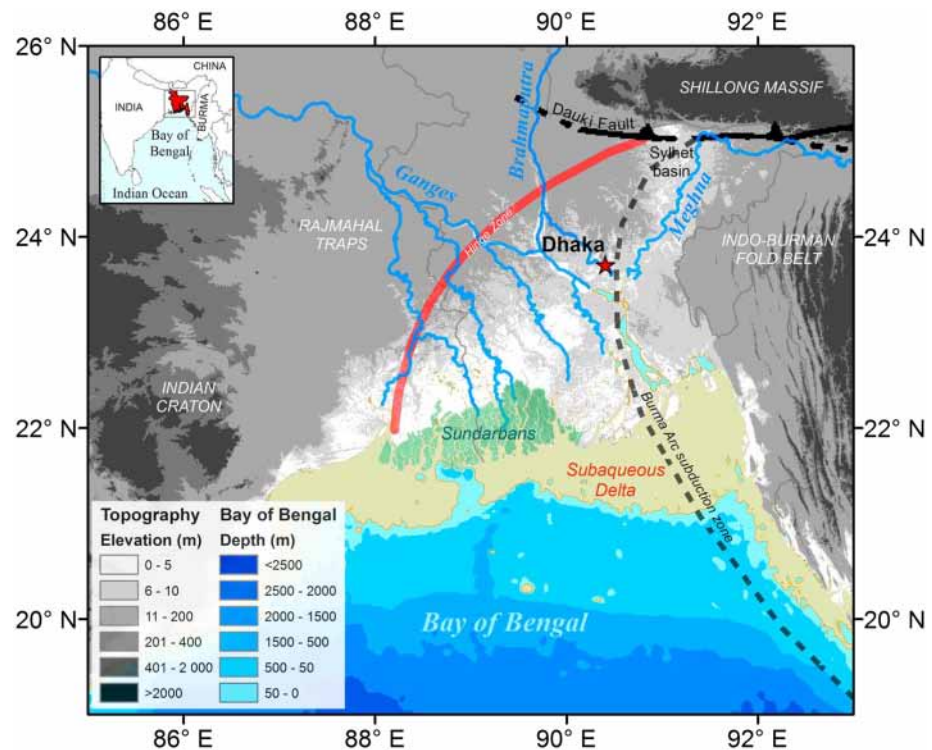 86° E
88° E
90° E
92° E
26° N
24° N
22° N
20° N
CHINA
INDIA
BURMA
Bay of
Bengal
Indian Ocean
SHILLONG MASSIF
Dauki Fault
Brahmaputra
Sylhet
basin
Ganges
Meghna
RAJMAHAL
TRAPS
Hinge Zone
Dhaka
INDO-BURMAN
FOLD BELT
INDIAN
CRATON
Sundarbans
Subaqueous
Delta
Burma Arc subduction zone
Bay of Bengal
Topography
Elevation (m)
0 - 5
6 - 10
11 - 200
201 - 400
401 - 2 000
>2000
Bay of Bengal
Depth (m)
<2500
2500 - 2000
2000 - 1500
1500 - 500
500 - 50
50 - 0
26° N
24° N
22° N
20° N
86° E
88° E
90° E
92° E